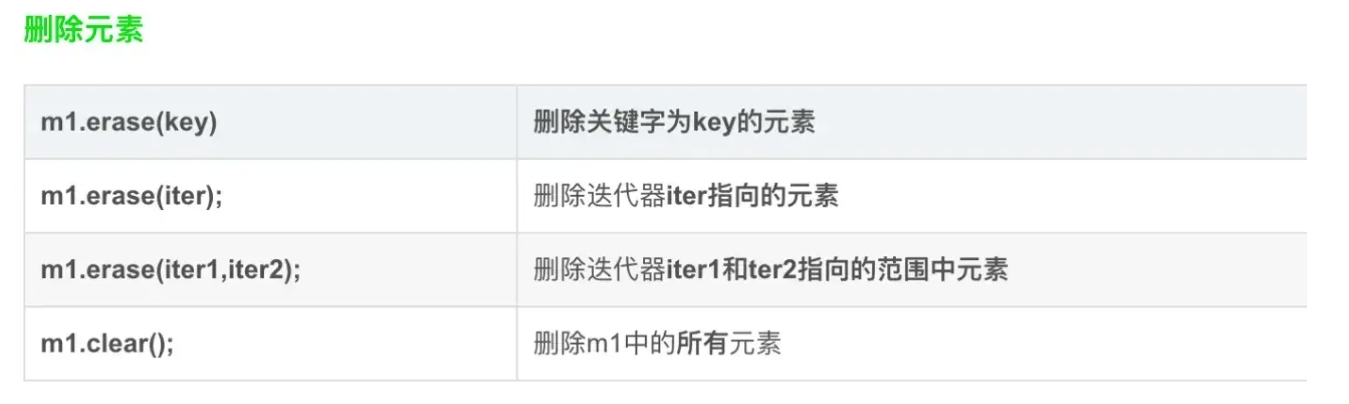 删除元素
m1.erase(key) 删除关键字为key的元素
m1.erase(iter); 删除迭代器iter指向的元素
m1.erase(iter1,iter2); 删除迭代器iter1和ter2指向的范围中元素
m1.clear(); 删除m1中的所有元素